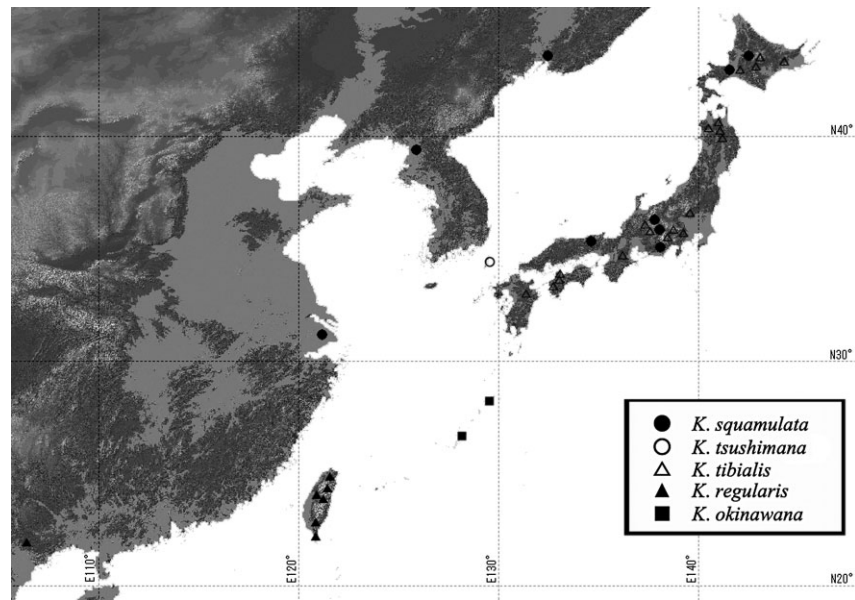 N40°
N30°
K. squamulata
K. tsushimana
K. tibialis
K. regularis
K. okinawana
E110°
E120°
E130°
E140°
N20°